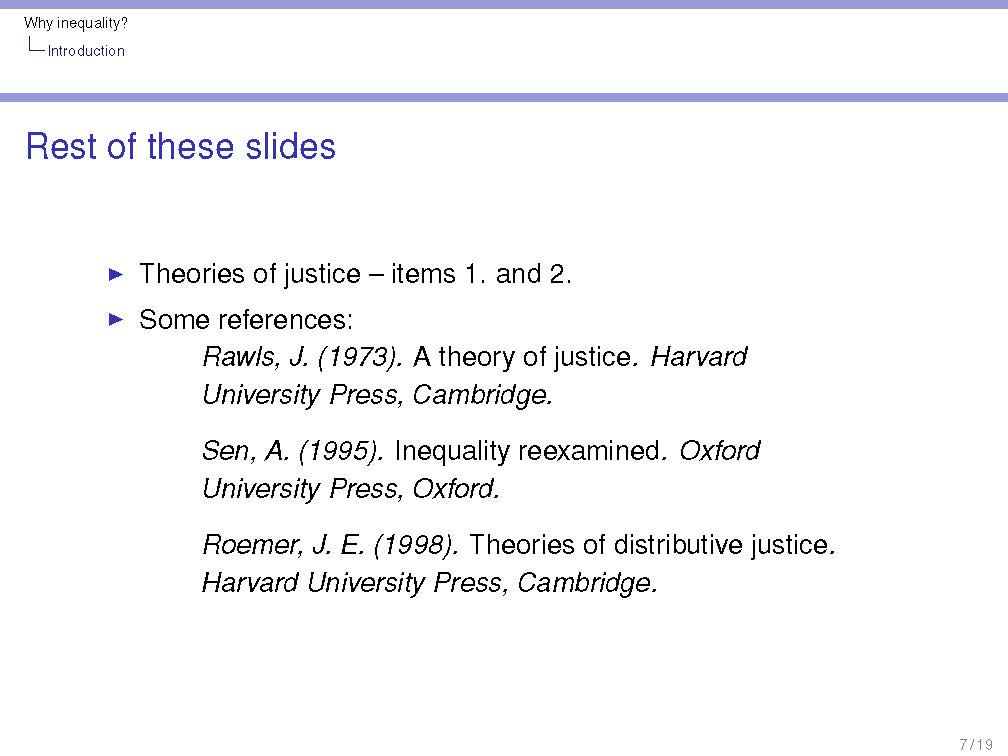 Why inequality?
Introduction
Rest of these slides
Theories of justice – items 1. and 2.
Some references:
Rawls, J. (1973). A theory of justice. Harvard
University Press, Cambridge.
Sen, A. (1995). Inequality reexamined. Oxford
University Press, Oxford.
Roemer, J. E. (1998). Theories of distributive justice.
Harvard University Press, Cambridge.
7 / 19